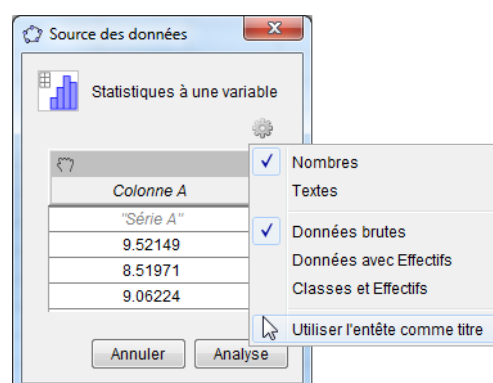 Source des données
Statistiques à une variable
Colonne A
"Série A"
9.52149
8.51971
9.06224
Annuler
Analyse
Nombres
Textes
Données brutes
Données avec Effectifs
Classes et Effectifs
Utiliser l'entête comme titre